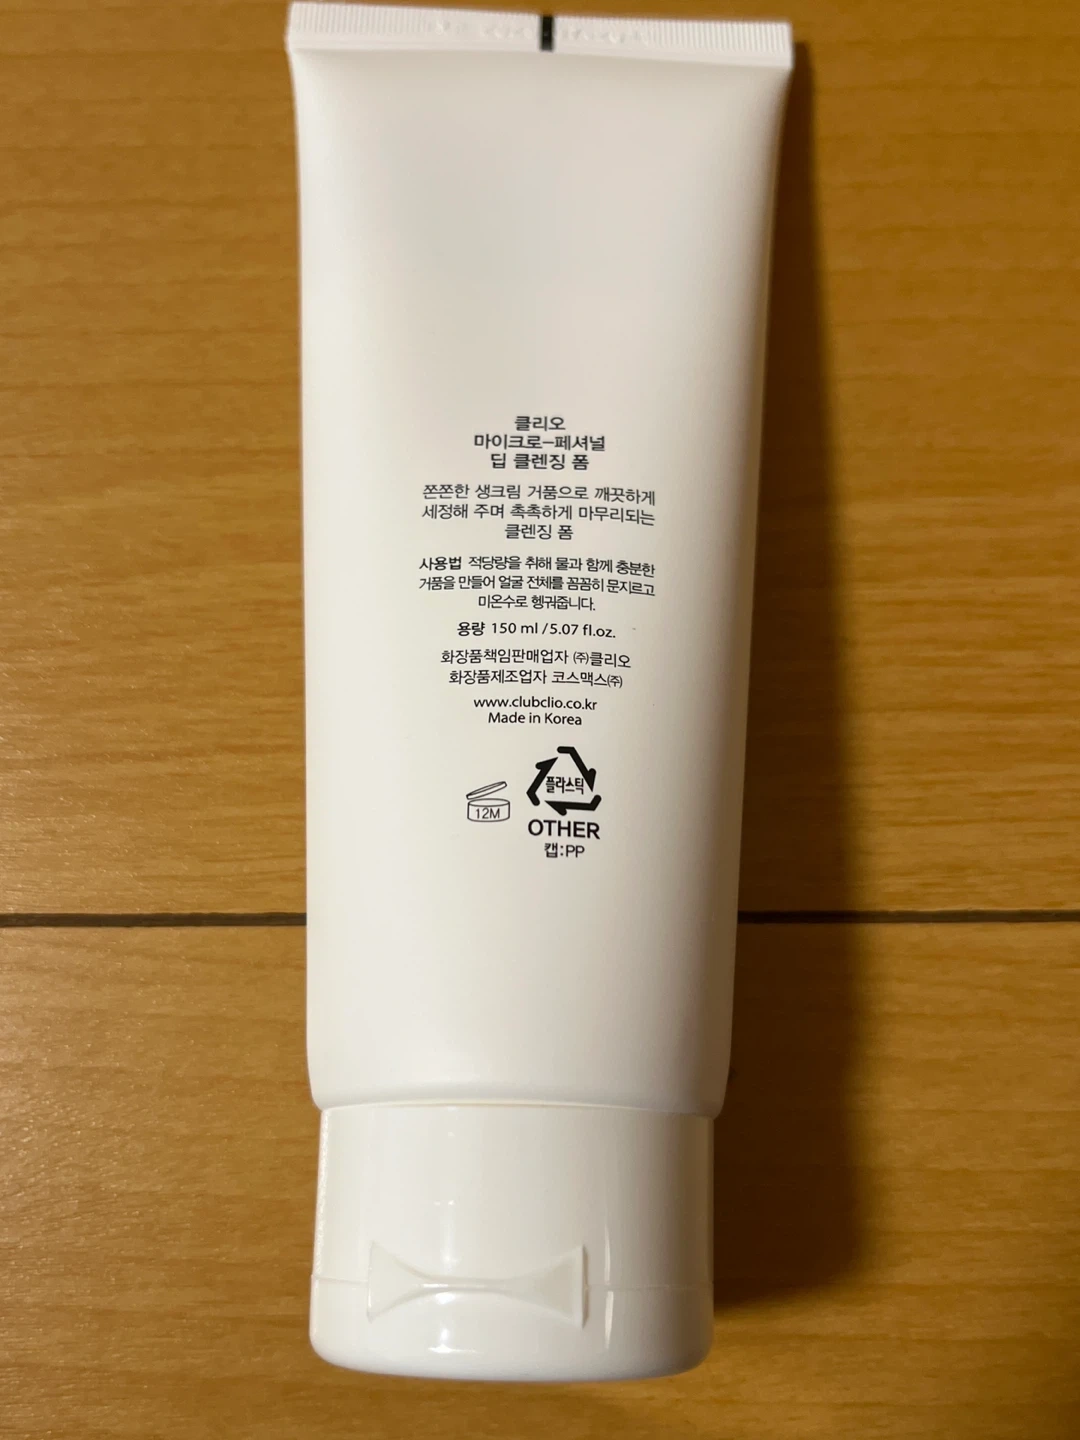 클리오
마이크로-페셔널
딥 클렌징 폼
쫀쫀한 생크림 거품으로 깨끗하게
세정해 주며 촉촉하게 마무리되는
클렌징 폼
사용법 적당량을 취해 물과 함께 충분한
거품을 만들어 얼굴 전체를 꼼꼼히 문지르고
미온수로 헹궈줍니다.
용량 150 ml / 5.07 fl.oz.
화장품책임판매업자 ㈜클리오
화장품제조업자 코스맥스㈜
www.clubclio.co.kr
Made in Korea
플라스틱
12M
OTHER
캡:PP